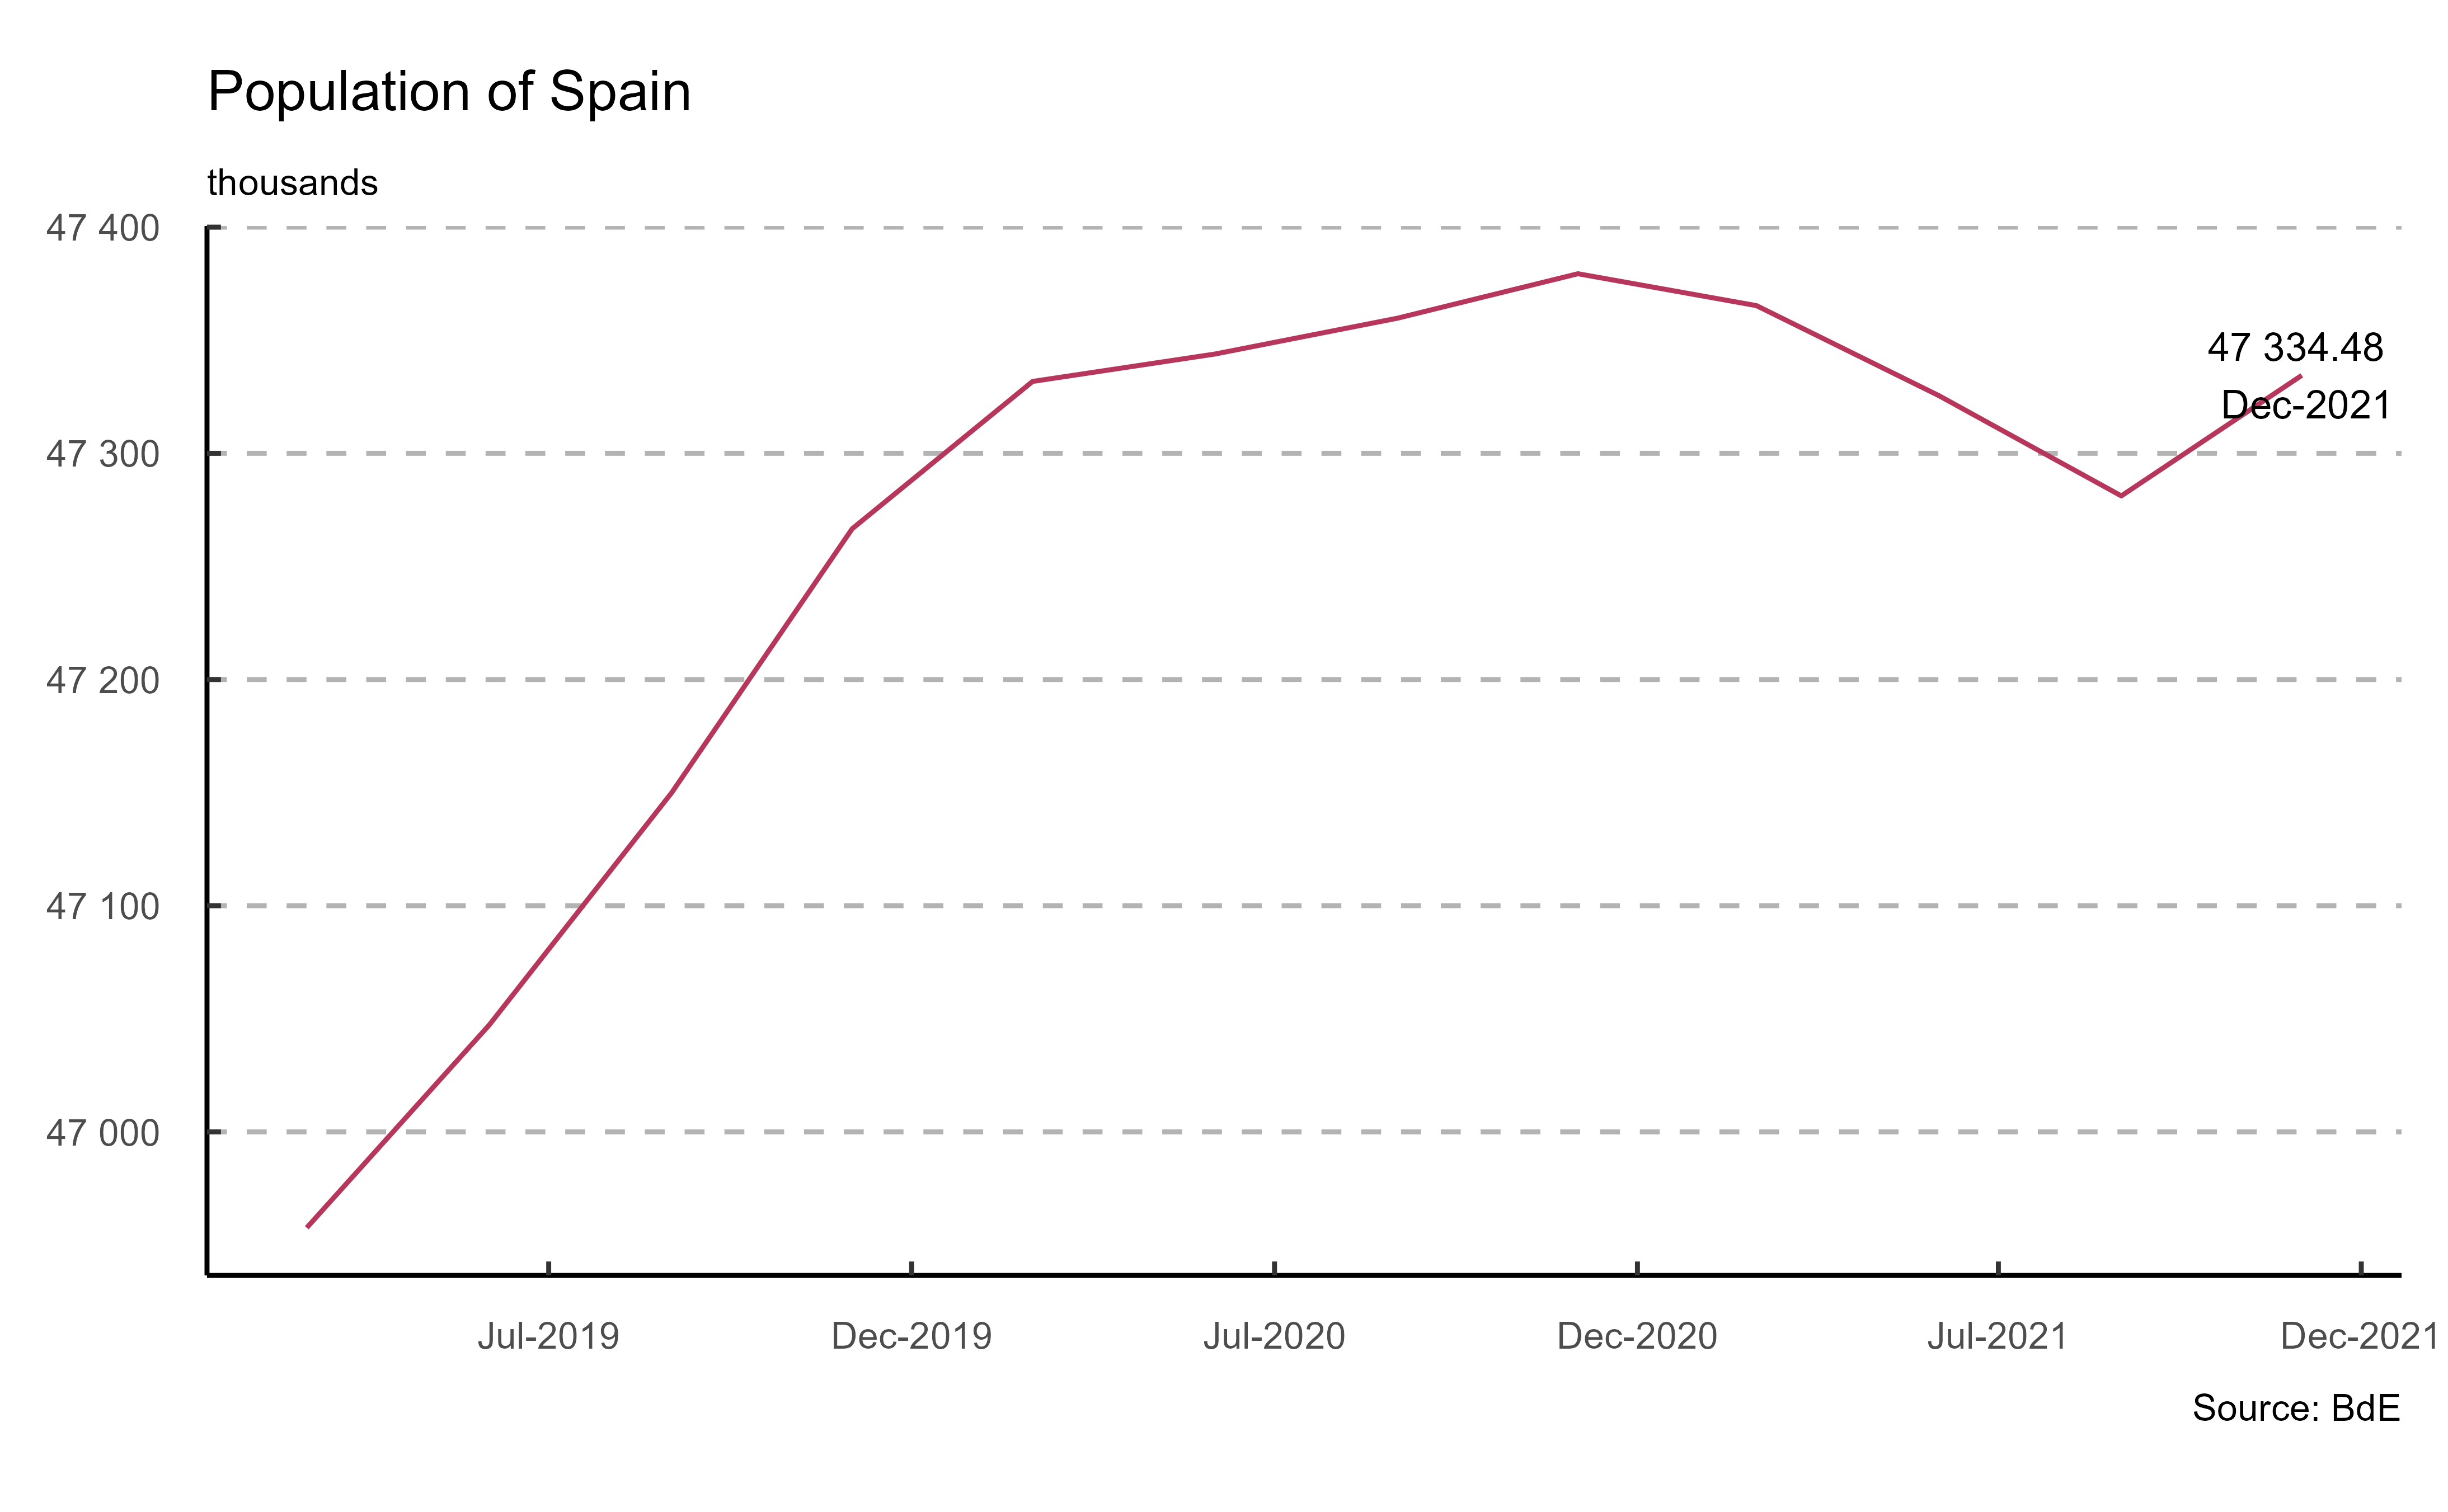 Population of Spain
thousands
47 400
47 300
47 200
47 100
47 000
47 334.48
Dec-2021
Jul-2019 Dec-2019 Jul-2020 Dec-2020 Jul-2021 Dec-2021
Source: BdE